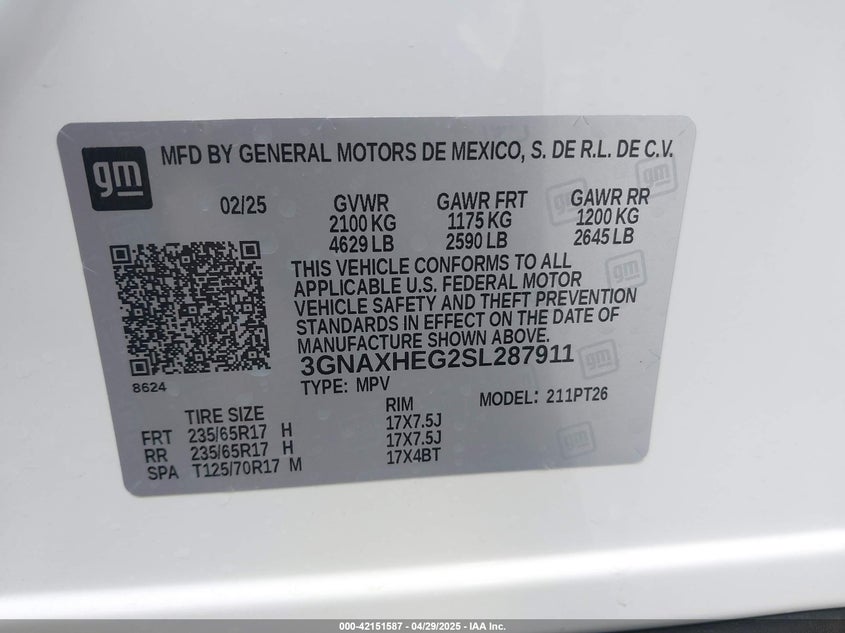 gm
MFD BY GENERAL MOTORS DE MEXICO, S. DE R.L. DE C.V.
02/25 GVWR GAWR FRT GAWR RR
2100 KG 1175 KG 1200 KG
4629 LB 2590 LB 2645 LB
THIS VEHICLE CONFORMS TO ALL
APPLICABLE U.S. FEDERAL MOTOR
VEHICLE SAFETY AND THEFT PREVENTION
STANDARDS IN EFFECT ON THE DATE OF
MANUFACTURE SHOWN ABOVE.
3GNAXHEG2SL287911
8624
TYPE: MPV MODEL: 211PT26
TIRE SIZE RIM
FRT 235/65R17 H 17X7.5J
RR 235/65R17 H 17X7.5J
SPA T125/70R17 M 17X4BT
000-42151587 - 04/29/2025 - IAA Inc.